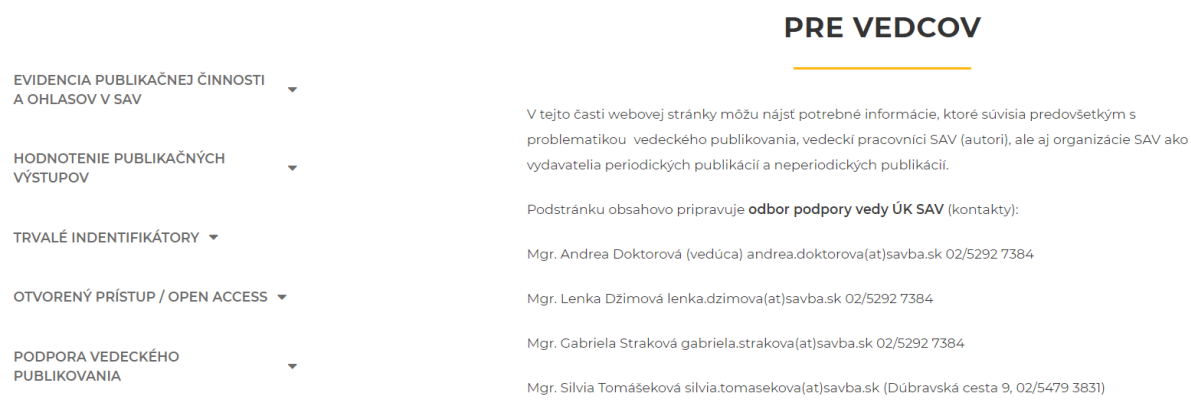 PRE VEDCOV
EVIDENCIA PUBLIKAČNEJ ČINNOSTI
A OHLASOV V SAV
HODNOTENIE PUBLIKAČNÝCH
VÝSTUPOV
TRVALÉ INDENTIFIKÁTORY
OTVORENÝ PRÍSTUP / OPEN ACCESS
PODPORA VEDECKÉHO
PUBLIKOVANIA
V tejto časti webovej stránky môžu nájsť potrebné informácie, ktoré súvisia predovšetkým s
problematikou vedeckého publikovania, vedeckí pracovníci SAV (autori), ale aj organizácie SAV ako
vydavatelia periodických publikácií a neperiodických publikácií.
Podstránku obsahovo pripravuje odbor podpory vedy ÚK SAV (kontakty):
Mgr. Andrea Doktorová (vedúca) andrea.doktorova(at)savba.sk 02/5292 7384
Mgr. Lenka Džimová lenka.dzimova(at)savba.sk 02/5292 7384
Mgr. Gabriela Straková gabriela.strakova(at)savba.sk 02/5292 7384
Mgr. Silvia Tomášeková silvia.tomasekova(at)savba.sk (Dúbravská cesta 9, 02/5479 3831)